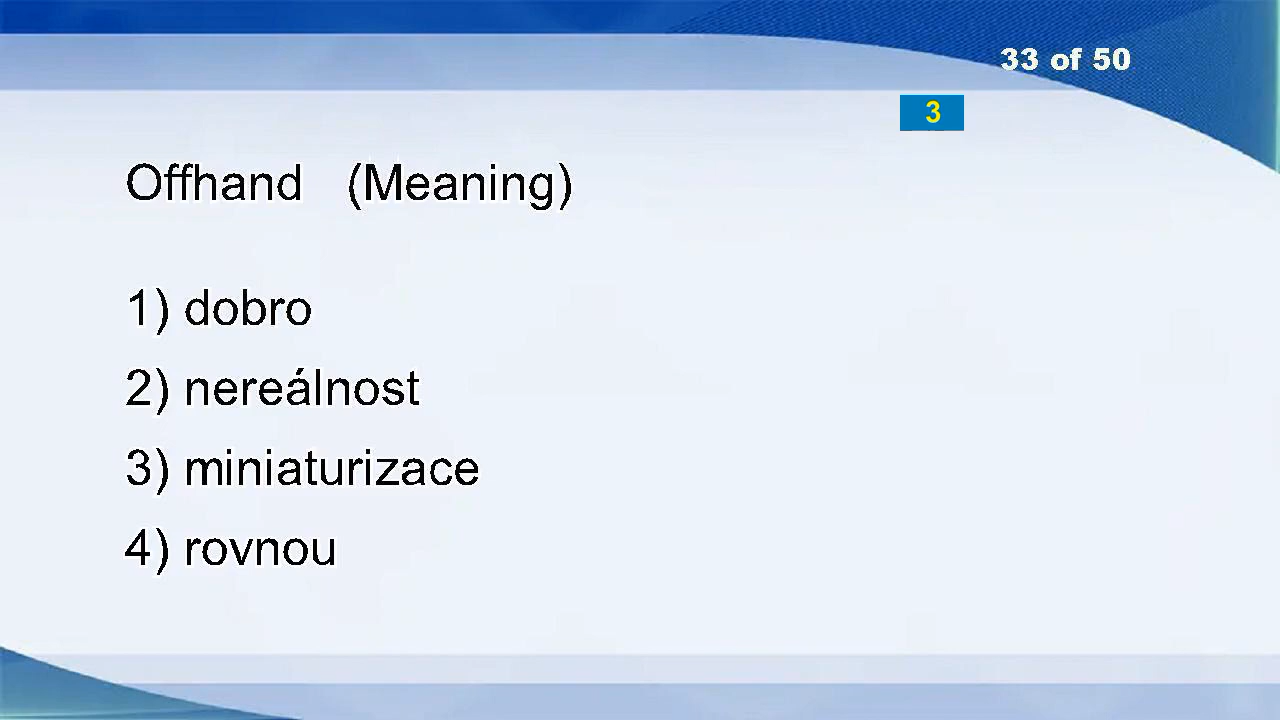 33 of 50
3
Offhand (Meaning)
1) dobro
2) nereálnost
3) miniaturizace
4) rovnou